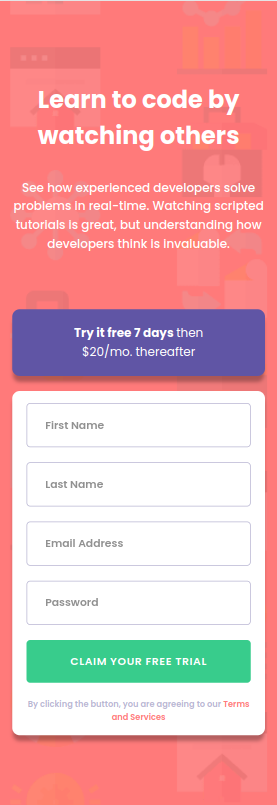 Learn to code by
watching others
See how experienced developers solve
problems in real-time. Watching scripted
tutorials is great, but understanding how
developers think is invaluable.
Try it free 7 days then
$20/mo. thereafter
First Name
Last Name
Email Address
Password
CLAIM YOUR FREE TRIAL
By clicking the button, you are agreeing to our Terms
and Services